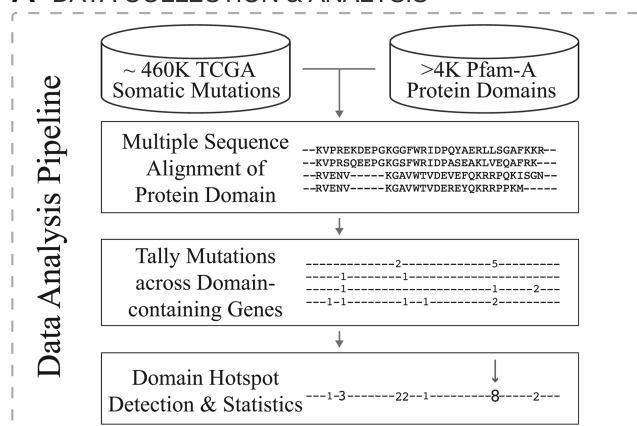 A DATA COLLECTION & ANALYSIS
Data Analysis Pipeline
~ 460K TCGA
Somatic Mutations
>4K Pfam-A
Protein Domains
Multiple Sequence
Alignment of
Protein Domain
--KVPREKDEPGKGGFWRIDPQYAERLLSGAFKKR--
--KVPRSQEEPGKGSFWRIDPASEAKLVEQAFRK---
--RVENV-----KGAVWTVDEVEFQKRRPQKISGN--
--RVENV-----KGAVWTVDEREYQKRRPPKM-----
Tally Mutations
across Domain-
containing Genes
-------------2-------------5---------
-----1--------1----------------------
-----1---------------------1-----2---
---1-1--------1--1---------2---------
Domain Hotspot
Detection & Statistics
---1-3-------22--1---------8-----2---